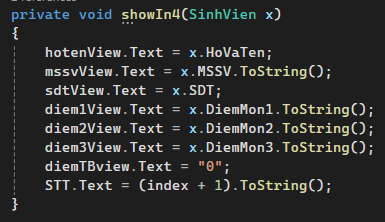 private void showIn4(SinhVien x)
{
hotenView.Text = x.HoVaTen;
mssvView.Text = x.MSSV.ToString();
sdtView.Text = x.SDT;
diem1View.Text = x.DiemMon1.ToString();
diem2View.Text = x.DiemMon2.ToString();
diem3View.Text = x.DiemMon3.ToString();
diemTBview.Text = "0";
STT.Text = (index + 1).ToString();
}